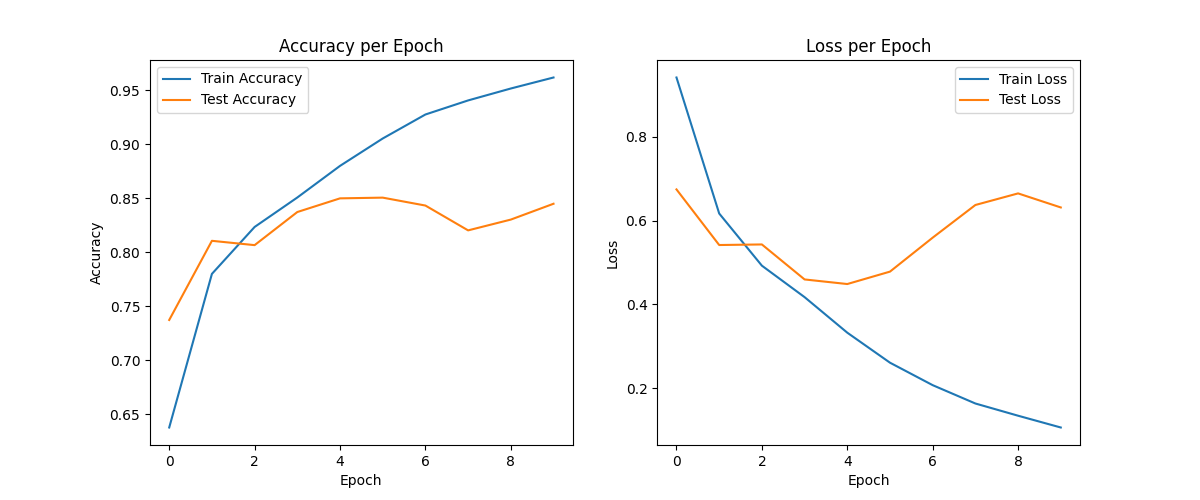 Accuracy per Epoch
Train Accuracy
Test Accuracy
0.95
0.90
0.85
0.80
0.75
0.70
0.65
Accuracy
0 2 4 6 8
Epoch
Loss per Epoch
Train Loss
Test Loss
0.8
0.6
0.4
0.2
Loss
0 2 4 6 8
Epoch